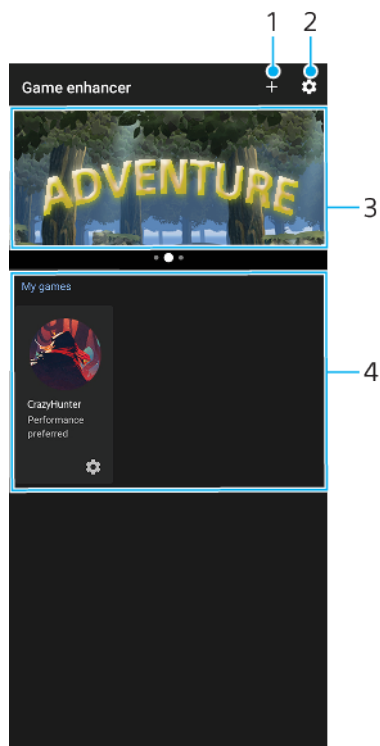 1 2
Game enhancer
ADVENTURE
3
My games
4
CrazyHunter
Performance
preferred